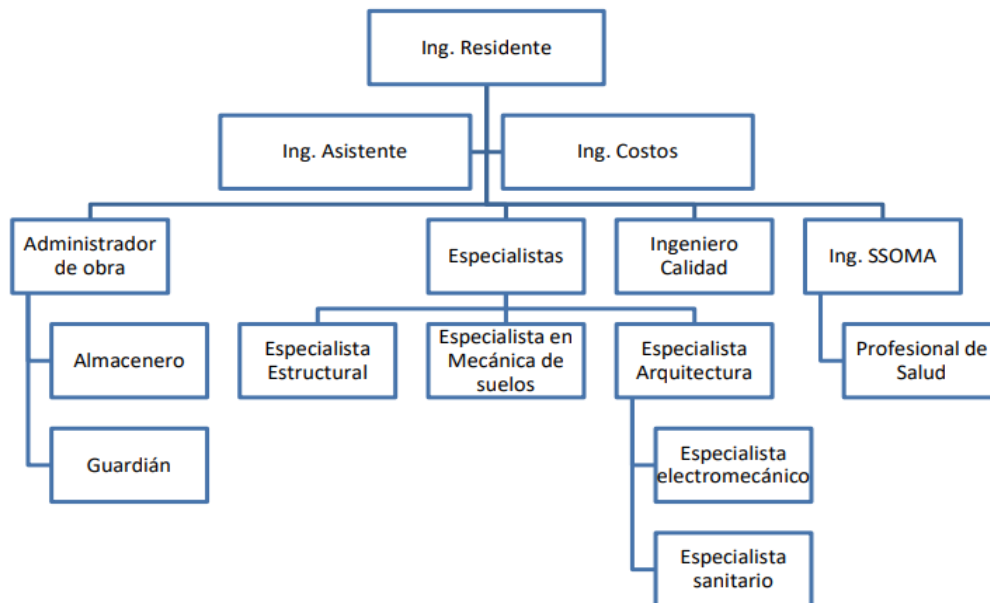 Ing. Residente
Ing. Asistente
Ing. Costos
Administrador
de obra
Especialistas
Ingeniero
Calidad
Ing. SSOMA
Almacenero
Especialista
Estructural
Especialista en
Mecánica de
suelos
Especialista
Arquitectura
Profesional de
Salud
Guardián
Especialista
electromecánico
Especialista
sanitario